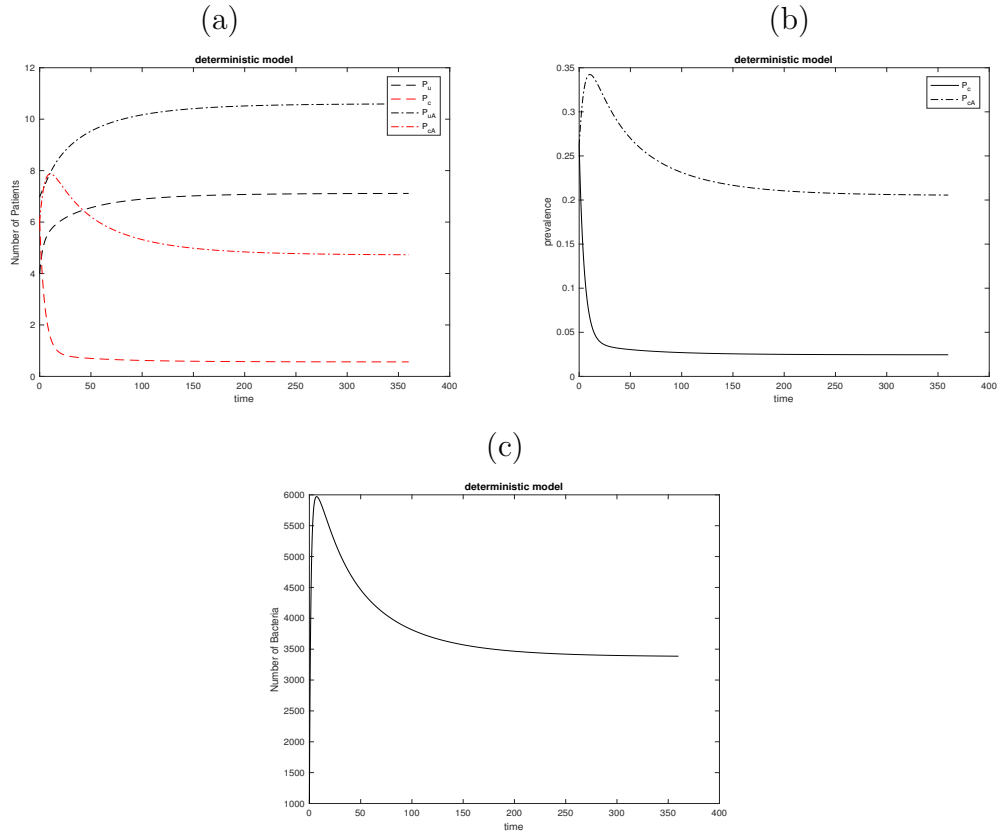 (a)
deterministic model
12
10
8
6
4
2
0
0 50 100 150 200 250 300 350 400
Number of Patients
time
P_u
P_c
P_uA
P_cA
(b)
deterministic model
0.35
0.3
0.25
0.2
0.15
0.1
0.05
0
0 50 100 150 200 250 300 350 400
prevalence
time
P_c
P_cA
(c)
deterministic model
6000
5500
5000
4500
4000
3500
3000
2500
2000
1500
1000
0 50 100 150 200 250 300 350 400
Number of Bacteria
time